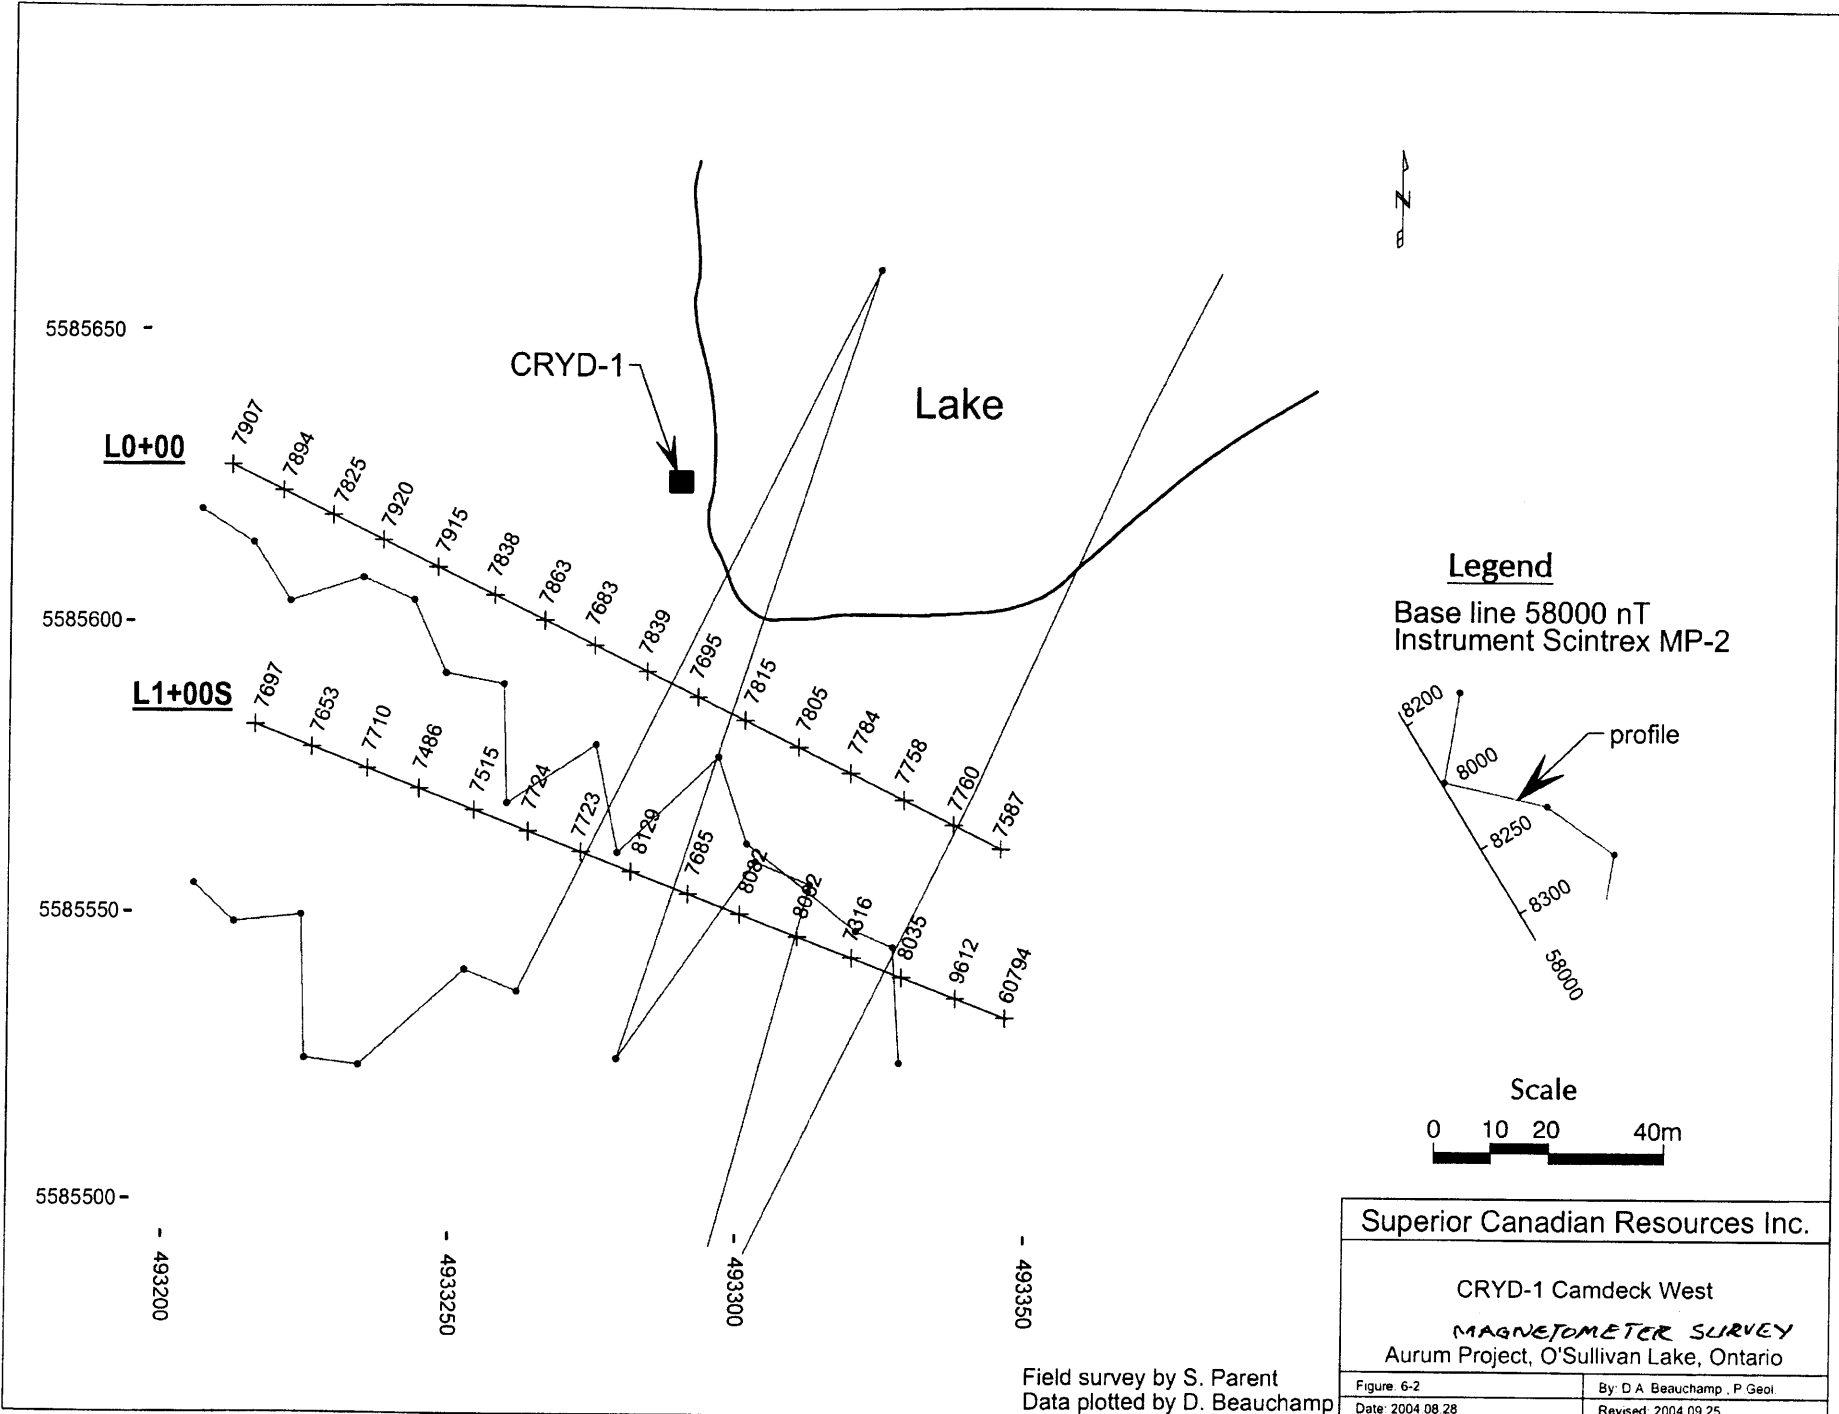 N
5585650
CRYD-1
Lake
L0+00
7907
7894
7825
7920
7915
7838
7863
7683
7839
7695
7815
7805
7784
7758
7760
7587
5585600
L1+00S
7697
7653
7710
7486
7515
7724
7723
8129
7685
8082
8062
7316
8035
9612
60794
5585550
5585500
493200
493250
493300
493350
Legend
Base line 58000 nT
Instrument Scintrex MP-2
8200
8000
8250
8300
58000
profile
Scale
0 10 20 40m
Superior Canadian Resources Inc.
CRYD-1 Camdeck West
MAGNETOMETER SURVEY
Aurum Project, O'Sullivan Lake, Ontario
Field survey by S. Parent
Data plotted by D. Beauchamp
Figure. 6-2
By: D A Beauchamp, P Geol.
Date: 2004.08.28
Revised: 2004.09.25